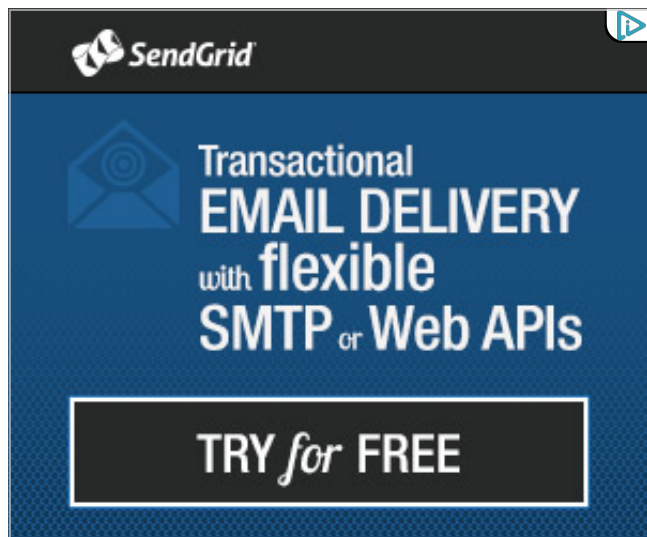 SendGrid
Transactional
EMAIL DELIVERY
with flexible
SMTP or Web APIs
TRY for FREE